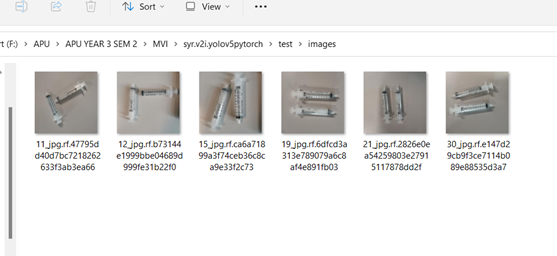 Sort
View
rt (F:) > APU > APU YEAR 3 SEM 2 > MVI > syr.v2i.yolov5pytorch > test > images
11_jpg.rf.47795d
d40d7bc7218262
633f3ab3ea66
12_jpg.rf.b73144
e1999bbe04689d
999fe31b22f0
15_jpg.rf.ca6a718
99a3f74ceb36c8c
a9e33f2c73
19_jpg.rf.6dfcd3a
313e789079a6c8
af4e891fb03
21_jpg.rf.2826e0e
a54259803e2791
5117878dd2f
30_jpg.rf.e147d2
9cb9f3ce7114b0
89e88535d3a7